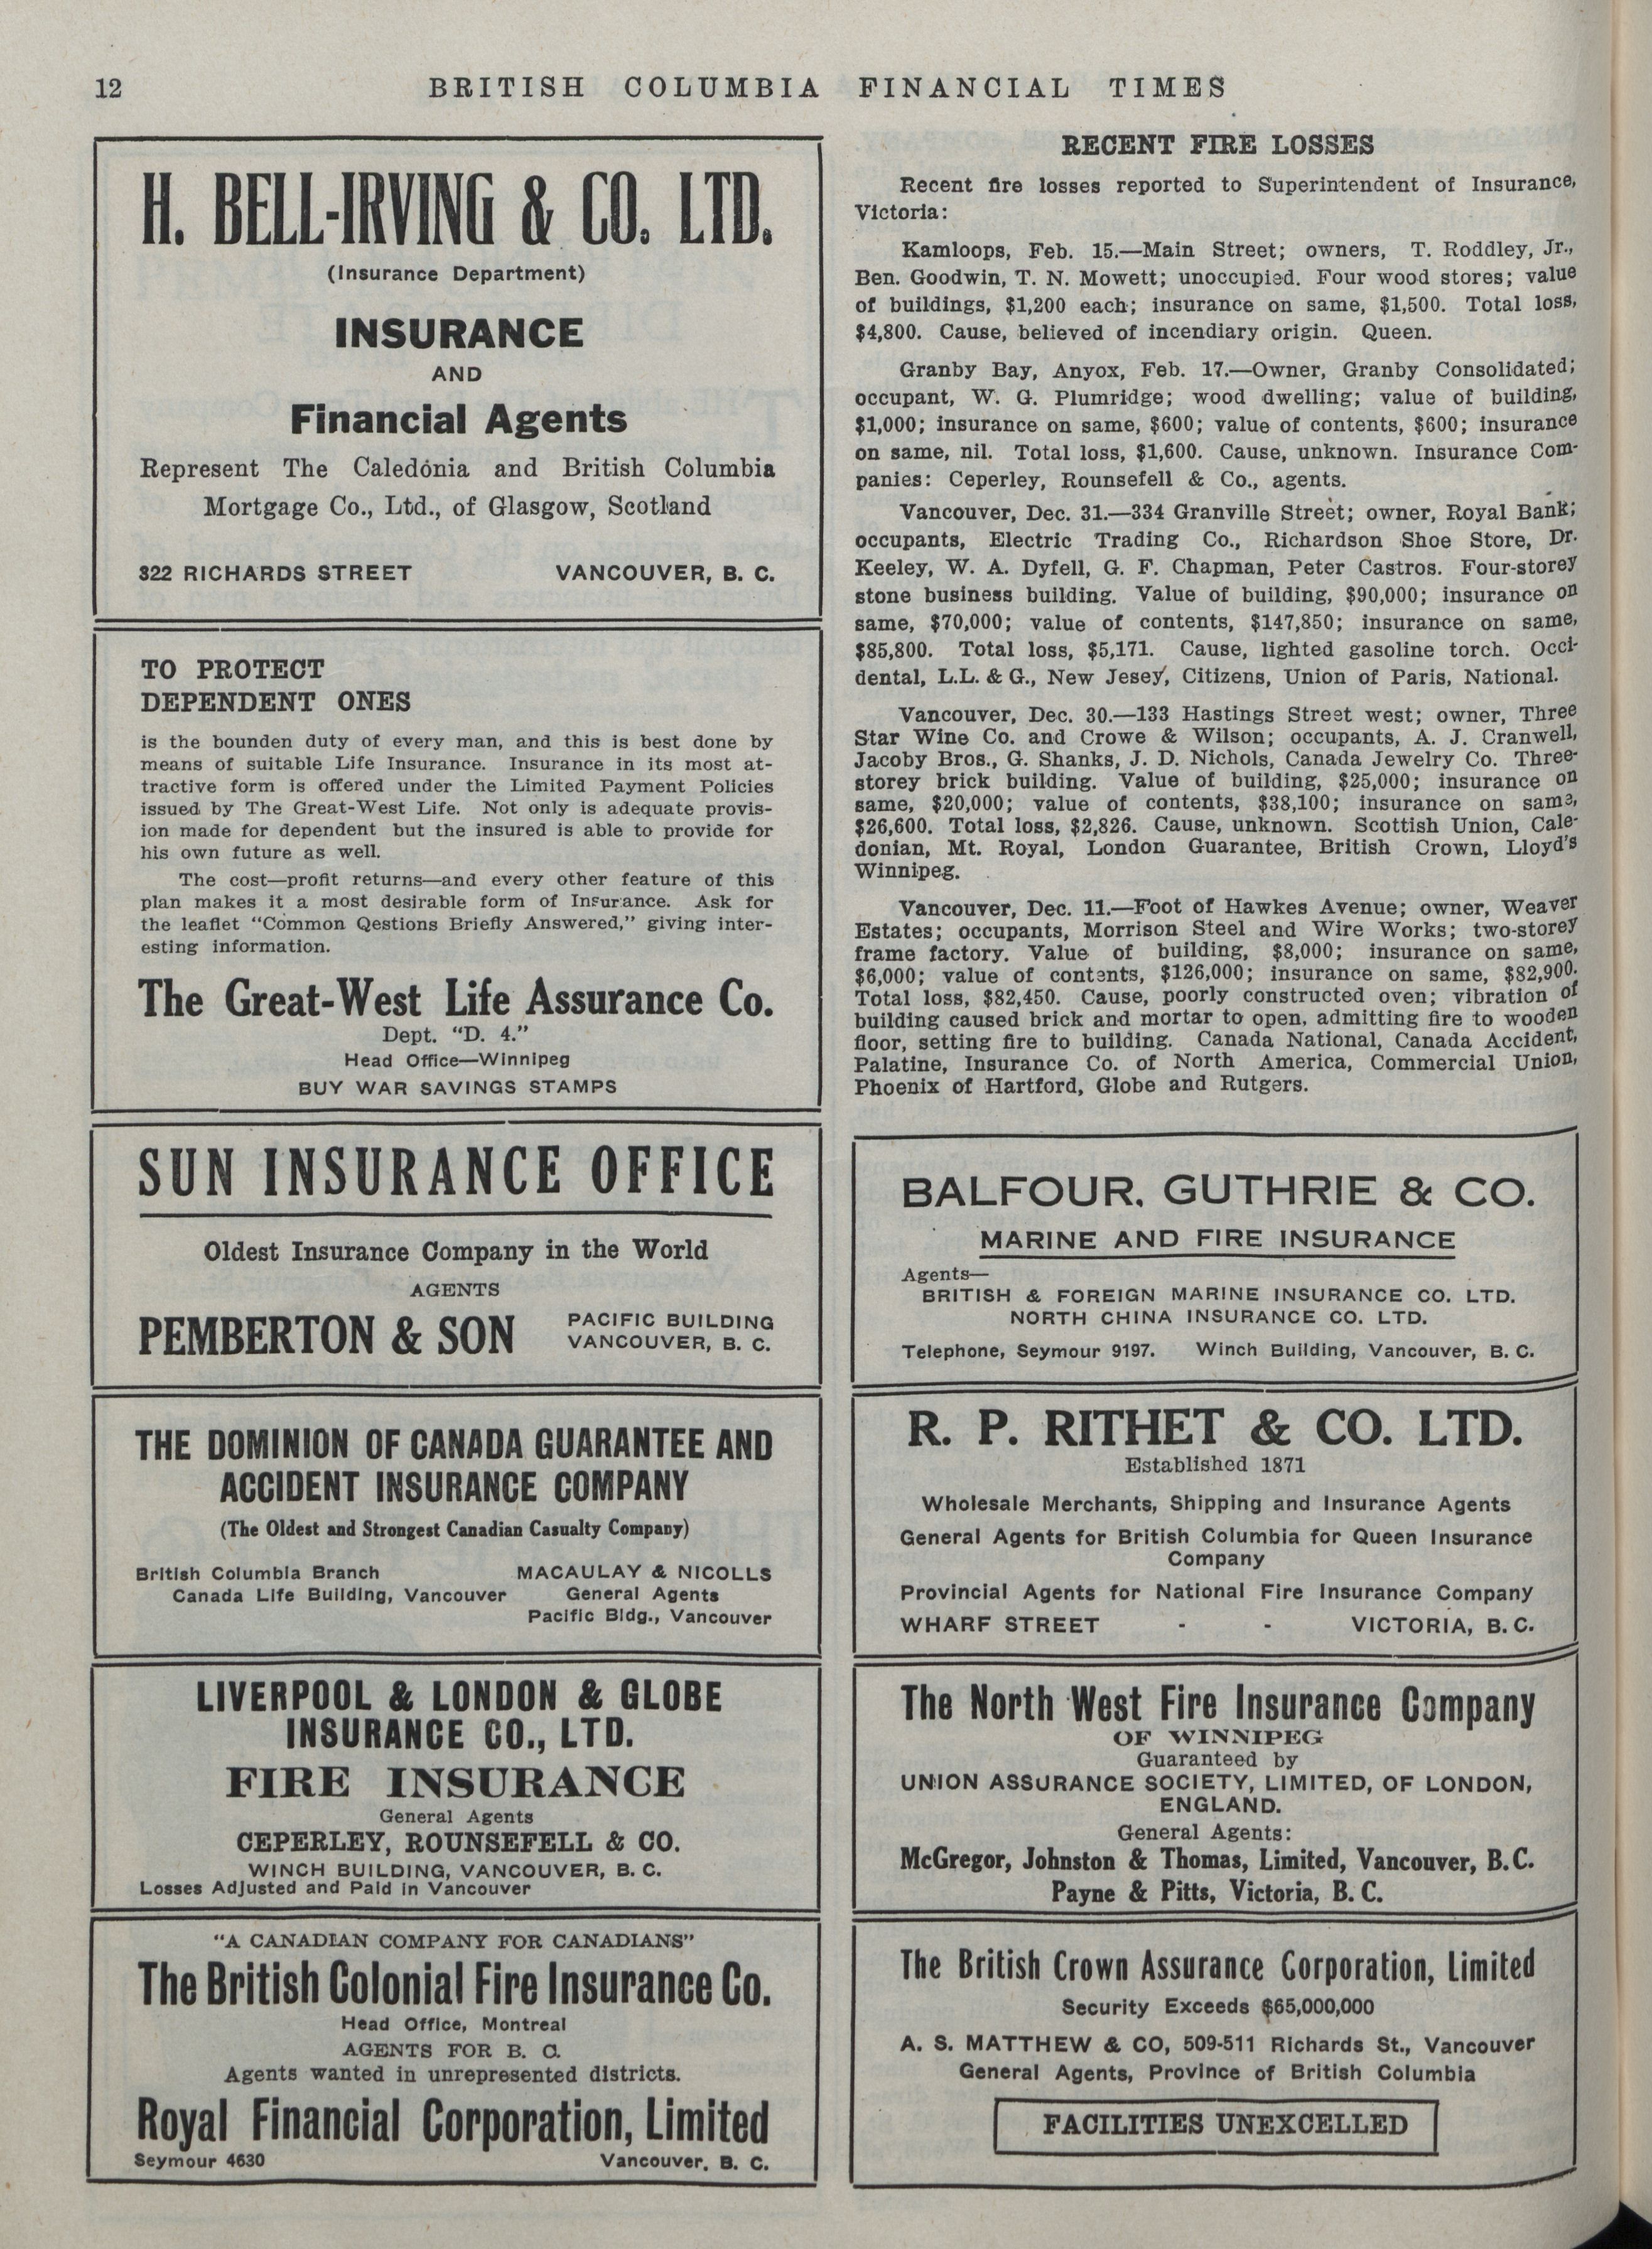 12
BRITISH COLUMBIA FINANCIAL TIMES
H. BELL-IRVING & CO. LTD.
(Insurance Department)
INSURANCE
AND
Financial Agents
Represent The Caledonia and British Columbia
Mortgage Co., Ltd., of Glasgow, Scotland
322 RICHARDS STREET VANCOUVER, B. C.
TO PROTECT
DEPENDENT ONES
is the bounden duty of every man, and this is best done by
means of suitable Life Insurance. Insurance in its most at-
tractive form is offered under the Limited Payment Policies
issued by The Great-West Life. Not only is adequate provis-
ion made for dependent but the insured is able to provide for
his own future as well.
The cost—profit returns—and every other feature of this
plan makes it a most desirable form of Insurance. Ask for
the leaflet "Common Qestions Briefly Answered," giving inter-
esting information.
The Great-West Life Assurance Co.
Dept. "D. 4."
Head Office—Winnipeg
BUY WAR SAVINGS STAMPS
SUN INSURANCE OFFICE
Oldest Insurance Company in the World
AGENTS
PEMBERTON & SON
PACIFIC BUILDING
VANCOUVER, B. C.
THE DOMINION OF CANADA GUARANTEE AND
ACCIDENT INSURANCE COMPANY
(The Oldest and Strongest Canadian Casualty Company)
British Columbia Branch
Canada Life Building, Vancouver
MACAULAY & NICOLLS
General Agents
Pacific Bldg., Vancouver
LIVERPOOL & LONDON & GLOBE
INSURANCE CO., LTD.
FIRE INSURANCE
General Agents
CEPERLEY, ROUNSEFELL & CO.
WINCH BUILDING, VANCOUVER, B. C.
Losses Adjusted and Paid in Vancouver
"A CANADIAN COMPANY FOR CANADIANS"
The British Colonial Fire Insurance Co.
Head Office, Montreal
AGENTS FOR B. C.
Agents wanted in unrepresented districts.
Royal Financial Corporation, Limited
Seymour 4630 Vancouver, B. C.
RECENT FIRE LOSSES
Recent fire losses reported to Superintendent of Insurance,
Victoria:
Kamloops, Feb. 15.—Main Street; owners, T. Roddley, Jr.,
Ben. Goodwin, T. N. Mowett; unoccupied. Four wood stores; value
of buildings, $1,200 each; insurance on same, $1,500. Total loss,
$4,800. Cause, believed of incendiary origin. Queen.
Granby Bay, Anyox, Feb. 17.—Owner, Granby Consolidated;
occupant, W. G. Plumridge; wood dwelling; value of building,
$1,000; insurance on same, $600; value of contents, $600; insurance
on same, nil. Total loss, $1,600. Cause, unknown. Insurance Com-
panies: Ceperley, Rounsefell & Co., agents.
Vancouver, Dec. 31.—334 Granville Street; owner, Royal Bank;
occupants, Electric Trading Co., Richardson Shoe Store, Dr.
Keeley, W. A. Dyfell, G. F. Chapman, Peter Castros. Four-storey
stone business building. Value of building, $90,000; insurance on
same, $70,000; value of contents, $147,850; insurance on same,
$85,800. Total loss, $5,171. Cause, lighted gasoline torch. Occi-
dental, L.L. & G., New Jesey, Citizens, Union of Paris, National.
Vancouver, Dec. 30.—133 Hastings Street west; owner, Three
Star Wine Co. and Crowe & Wilson; occupants, A. J. Cranwell,
Jacoby Bros., G. Shanks, J. D. Nichols, Canada Jewelry Co. Three-
storey brick building. Value of building, $25,000; insurance on
same, $20,000; value of contents, $38,100; insurance on same,
$26,600. Total loss, $2,826. Cause, unknown. Scottish Union, Cale-
donian, Mt. Royal, London Guarantee, British Crown, Lloyd's
Winnipeg.
Vancouver, Dec. 11.—Foot of Hawkes Avenue; owner, Weaver
Estates; occupants, Morrison Steel and Wire Works; two-storey
frame factory. Value of building, $8,000; insurance on same,
$6,000; value of contents, $126,000; insurance on same, $82,900.
Total loss, $82,450. Cause, poorly constructed oven; vibration of
building caused brick and mortar to open, admitting fire to wooden
floor, setting fire to building. Canada National, Canada Accident,
Palatine, Insurance Co. of North America, Commercial Union,
Phoenix of Hartford, Globe and Rutgers.
BALFOUR, GUTHRIE & CO.
MARINE AND FIRE INSURANCE
Agents—
BRITISH & FOREIGN MARINE INSURANCE CO. LTD.
NORTH CHINA INSURANCE CO. LTD.
Telephone, Seymour 9197. Winch Building, Vancouver, B. C.
R. P. RITHET & CO. LTD.
Established 1871
Wholesale Merchants, Shipping and Insurance Agents
General Agents for British Columbia for Queen Insurance
Company
Provincial Agents for National Fire Insurance Company
WHARF STREET - - VICTORIA, B. C.
The North West Fire Insurance Company
OF WINNIPEG
Guaranteed by
UNION ASSURANCE SOCIETY, LIMITED, OF LONDON,
ENGLAND.
General Agents:
McGregor, Johnston & Thomas, Limited, Vancouver, B. C.
Payne & Pitts, Victoria, B. C.
The British Crown Assurance Corporation, Limited
Security Exceeds $65,000,000
A. S. MATTHEW & CO, 509-511 Richards St., Vancouver
General Agents, Province of British Columbia
FACILITIES UNEXCELLED